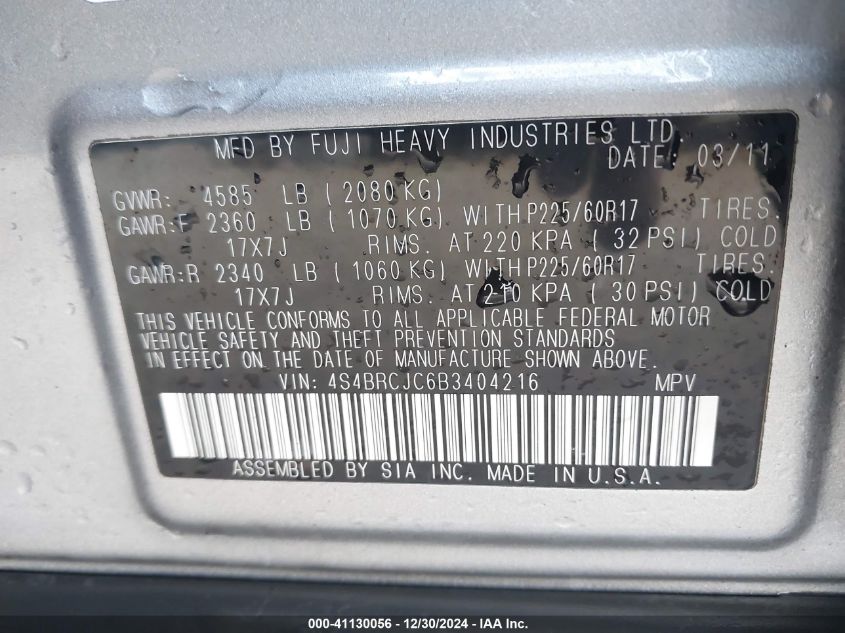 MFD BY FUJI HEAVY INDUSTRIES LTD
DATE: 03/11
GVWR: 4585 LB ( 2080 KG)
GAWR:F 2360 LB ( 1070 KG) WITH P225/60R17 TIRES.
17X7J RIMS. AT 220 KPA ( 32 PSI) COLD
GAWR:R 2340 LB ( 1060 KG) WITH P225/60R17 TIRES.
17X7J RIMS. AT 210 KPA ( 30 PSI) COLD
THIS VEHICLE CONFORMS TO ALL APPLICABLE FEDERAL MOTOR
VEHICLE SAFETY AND THEFT PREVENTION STANDARDS
IN EFFECT ON THE DATE OF MANUFACTURE SHOWN ABOVE.
VIN: 4S4BRCJC6B3404216 MPV
ASSEMBLED BY SIA INC. MADE IN U.S.A.
000-41130056 - 12/30/2024 - IAA Inc.